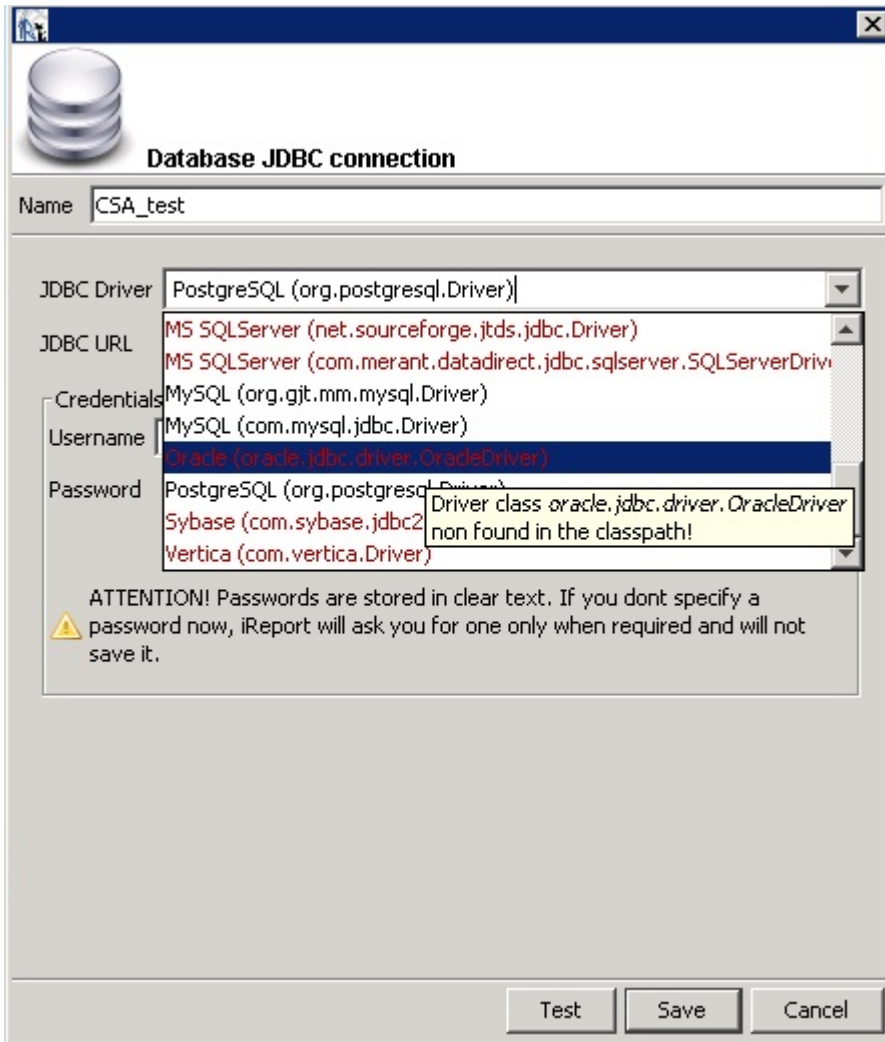 Database JDBC connection
Name CSA_test
JDBC Driver PostgreSQL (org.postgresql.Driver)
JDBC URL
MS SQLServer (net.sourceforge.jtds.jdbc.Driver)
MS SQLServer (com.merant.datadirect.jdbc.sqlserver.SQLServerDrive
MySQL (org.gjt.mm.mysql.Driver)
MySQL (com.mysql.jdbc.Driver)
Oracle (oracle.jdbc.driver.OracleDriver)
PostgreSQL (org.postgresql.Driver)
Sybase (com.sybase.jdbc2
Vertica (com.vertica.Driver)
Driver class oracle.jdbc.driver.OracleDriver
non found in the classpath!
Credentials
Username
Password
ATTENTION! Passwords are stored in clear text. If you dont specify a
password now, iReport will ask you for one only when required and will not
save it.
Test Save Cancel